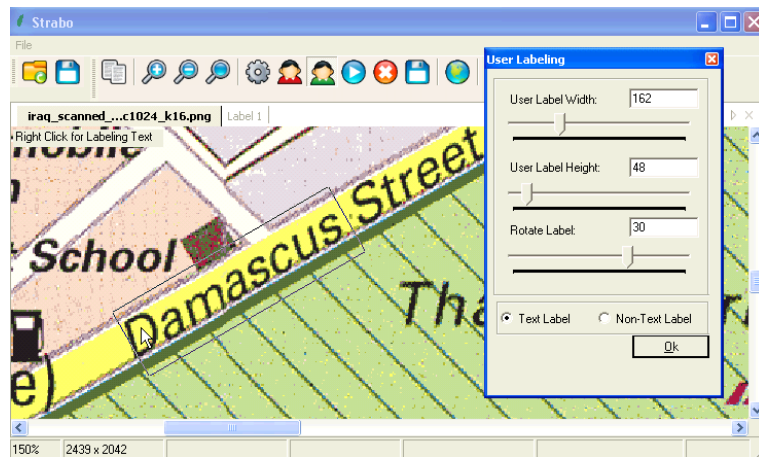 Strabo
File
User Labeling
iraq_scanned_...c1024_k16.png
Label 1
Right Click for Labeling Text
User Label Width:
162
User Label Height:
48
Rotate Label:
30
Text Label
Non-Text Label
Ok
School
Damascus Street
Tha
e)
150%
2439 x 2042